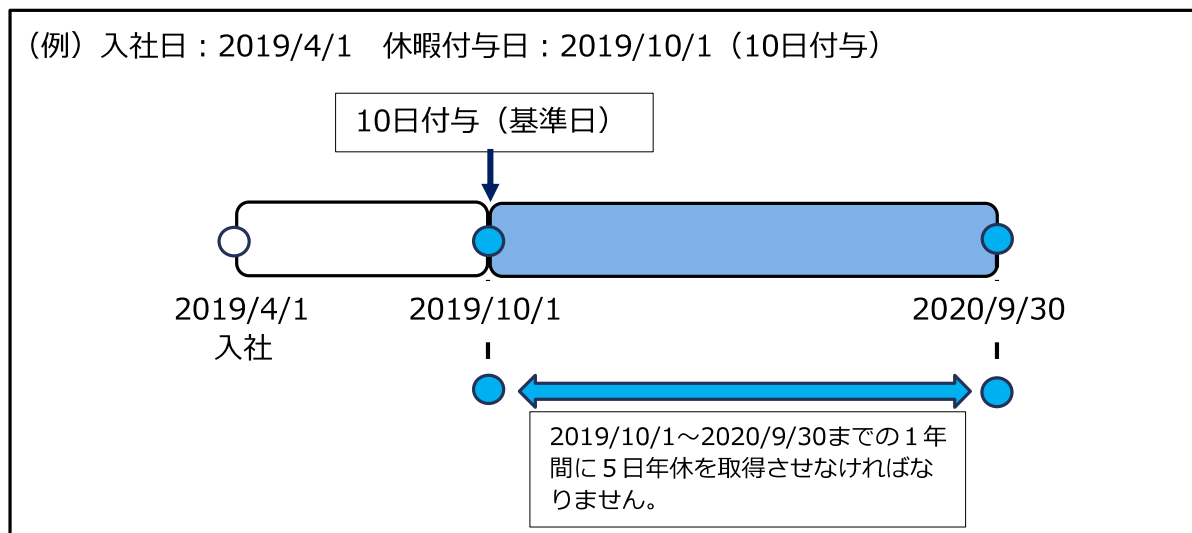 （例）入社日：2019/4/1　休暇付与日：2019/10/1（10日付与）
10日付与（基準日）
2019/4/1
入社
2019/10/1
2020/9/30
2019/10/1～2020/9/30までの１年
間に５日年休を取得させなければな
りません。